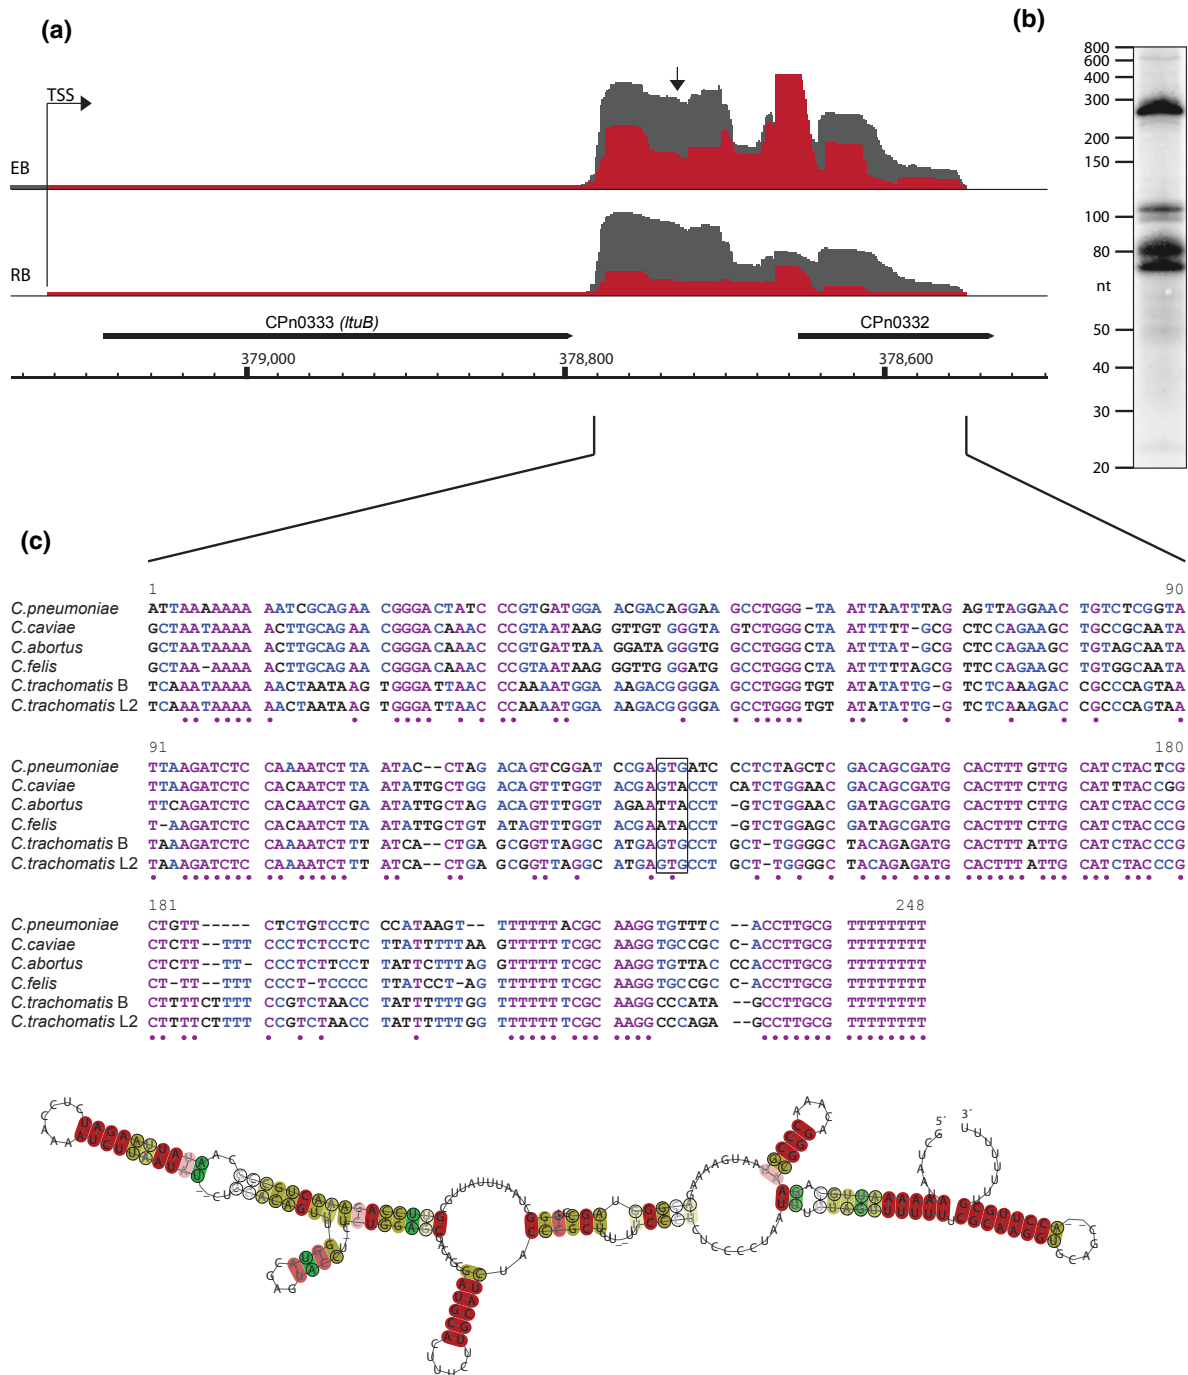 (a)
(b)
TSS
EB
RB
CPn0333 (ltuB)
CPn0332
379,000
378,800
378,600
800
600
400
300
200
150
100
80
nt
50
40
30
20
(c)
1 90
C.pneumoniae ATTAAAAAAA AATCGCAGAA CGGGACTATC CCGTGATGGA ACGACAGGAA GCCTGGG-TA ATTAATTTAG AGTTAGGAAC TGTCTCGGTA
C.caviae GCTAATAAAA ACTTGCAGAA CGGGACAAAC CCGTAATAAG GTTGTGGGTA GTCTGGGCTA ATTTTT-GCG CTCCAGAAGC TGCCGCAATA
C.abortus GCTAATAAAA ACTTGCAGAA CGGGACAAAC CCGTGATTAA GGATAGGGTG GCCTGGGCTA ATTTAT-GCG CTCCAGAAGC TGTAGCAATA
C.felis GCTAA-AAAA ACTTGCAGAA CGGGACAAAC CCGTAATAAG GGTTGGGATG GCCTGGGCTA ATTTTTAGCG TTCCAGAAGC TGTGGCAATA
C.trachomatis B TCAAATAAAA AACTAATAAG TGGGATTAAC CCAAAATGGA AAGACGGGGA GCCTGGGTGT ATATATTG-G TCTCAAAGAC CGCCCAGTAA
C.trachomatis L2 TCAAATAAAA AACTAATAAG TGGGATTAAC CCAAAATGGA AAGACGGGGA GCCTGGGTGT ATATATTG-G TCTCAAAGAC CGCCCAGTAA
91 180
C.pneumoniae TTAAGATCTC CAAAATCTTA ATAC--CTAG ACAGTCGGAT CCGAGTGATC CCTCTAGCTC GACAGCGATG CACTTTGTTG CATCTACTCG
C.caviae TTAAGATCTC CACAATCTTA ATATTGCTGG ACAGTTTGGT ACGAGTACCT CATCTGGAAC GACAGCGATG CACTTTCTTG CATTTACCGG
C.abortus TTCAGATCTC CACAATCTGA ATATTGCTAG ACAGTTTGGT AGAATTACCT -GTCTGGAAC GATAGCGATG CACTTTCTTG CATCTACCCG
C.felis T-AAGATCTC CACAATCTTA ATATTGCTGT ATAGTTTGGT ACGAATACCT -GTCTGGAGC GATAGCGATG CACTTTCTTG CATCTACCCG
C.trachomatis B TAAAGATCTC CAAAATCTTT ATCA--CTGA GCGGTTAGGC ATGAGTGCCT GCT-TGGGGC TACAGAGATG CACTTTATTG CATCTACCCG
C.trachomatis L2 TAAAGATCTC CAAAATCTTT ATCA--CTGA GCGGTTAGGC ATGAGTGCCT GCT-TGGGGC TACAGAGATG CACTTTATTG CATCTACCCG
181 248
C.pneumoniae CTGTT----- CTCTGTCCTC CCATAAGT-- TTTTTTACGC AAGGTGTTTC --ACCTTGCG TTTTTTTT
C.caviae CTCTT--TTT CCCTCTCCTC TTATTTTTAA GTTTTTTCGC AAGGTGCCGC C-ACCTTGCG TTTTTTTT
C.abortus CTCTT--TT- CCCTCTTCCT TATTCTTTAG GTTTTTTCGC AAGGTGTTAC CCACCTTGCG TTTTTTTT
C.felis CT-TT--TTT CCCT-TCCCC TTATCCT-AG TTTTTTTCGC AAGGTGCCGC C-ACCTTGCG TTTTTTTT
C.trachomatis B CTTTTCTTTT CCGTCTAACC TATTTTTTGG TTTTTTTCGC AAGGCCCATA --GCCTTGCG TTTTTTTT
C.trachomatis L2 CTTTTCTTTT CCGTCTAACC TATTTTTTGG TTTTTTTCGC AAGGCCCAGA --GCCTTGCG TTTTTTTT
5´
3´